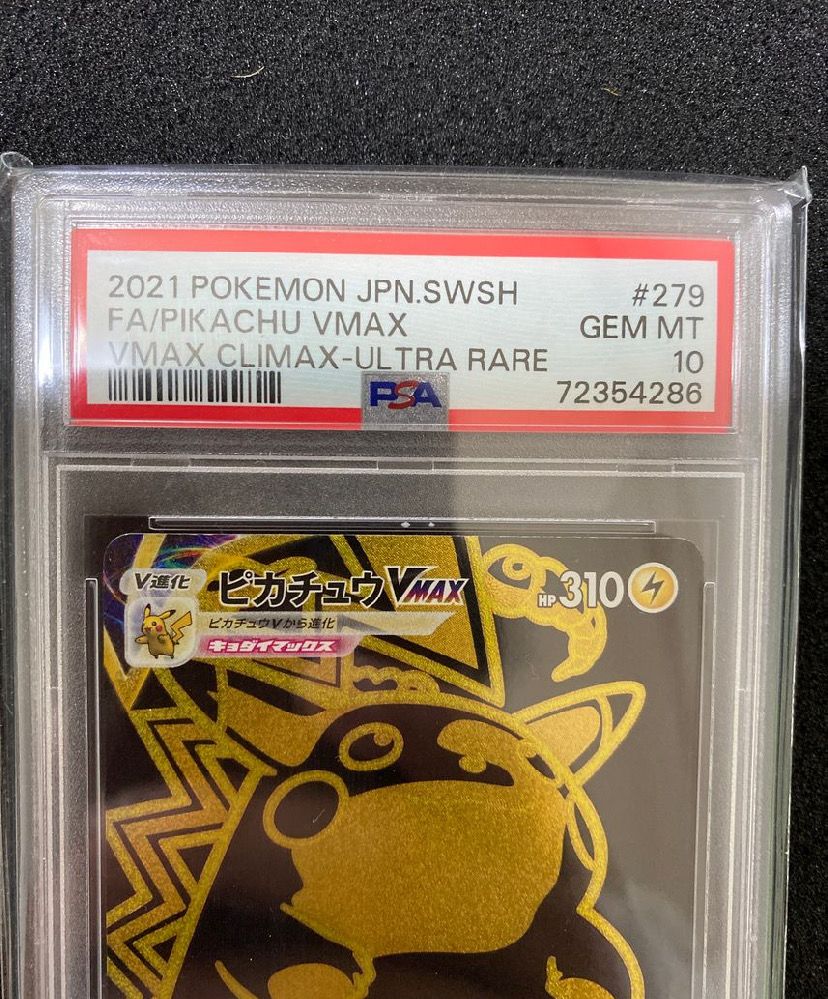 2021 POKEMON JPN.SWSH #279
FA/PIKACHU VMAX GEM MT
VMAX CLIMAX-ULTRA RARE 10
PSA 72354286
V進化 ピカチュウVMAX HP310
ピカチュウVから進化
キョダイマックス